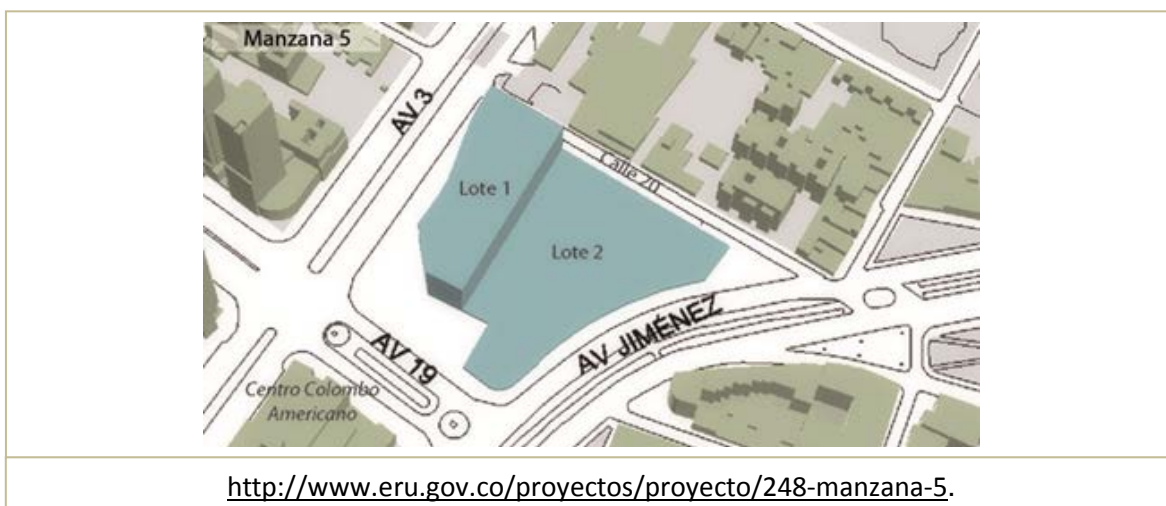 Manzana 5
AV 3
Calle 20
Lote 1
Lote 2
AV JIMÉNEZ
AV 19
Centro Colombo
Americano
http://www.eru.gov.co/proyectos/proyecto/248-manzana-5.